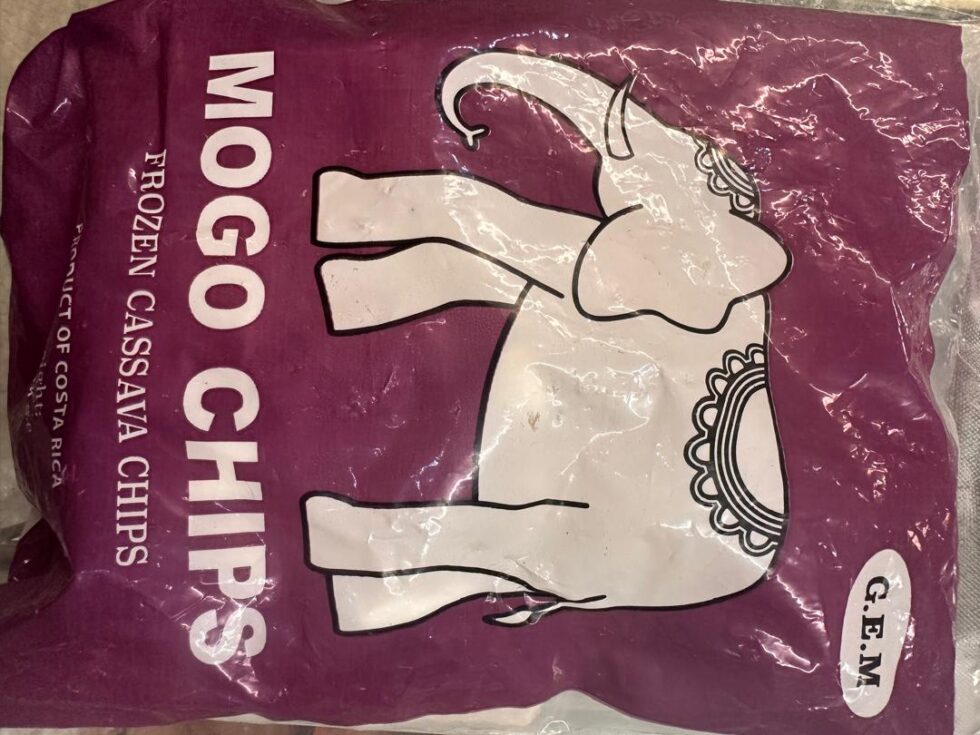 G.E.M
MOGO CHIPS
FROZEN CASSAVA CHIPS
PRODUCT OF COSTA RICA